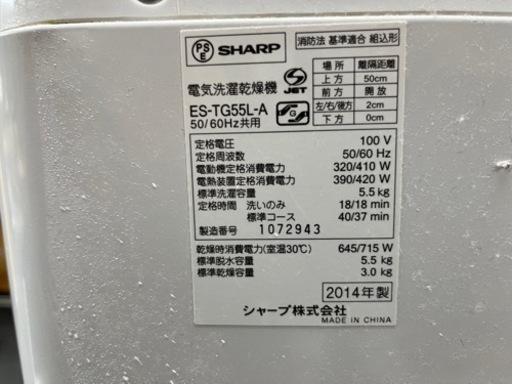 PS E SHARP
電気洗濯乾燥機 JET
ES-TG55L-A
50/60Hz共用
消防法 基準適合 組込形
場所 離隔距離
上方 50cm
前方 開放
左/右/後方 2cm
下方 0cm
定格電圧 100 V
定格周波数 50/60 Hz
電動機定格消費電力 320/410 W
電熱装置定格消費電力 390/420 W
標準洗濯容量 5.5 kg
定格時間 洗いのみ 18/18 min
標準コース 40/37 min
製造番号 1072943
乾燥時消費電力(室温30℃) 645/715 W
標準脱水容量 5.5 kg
標準乾燥容量 3.0 kg
2014年製
シャープ株式会社
MADE IN CHINA